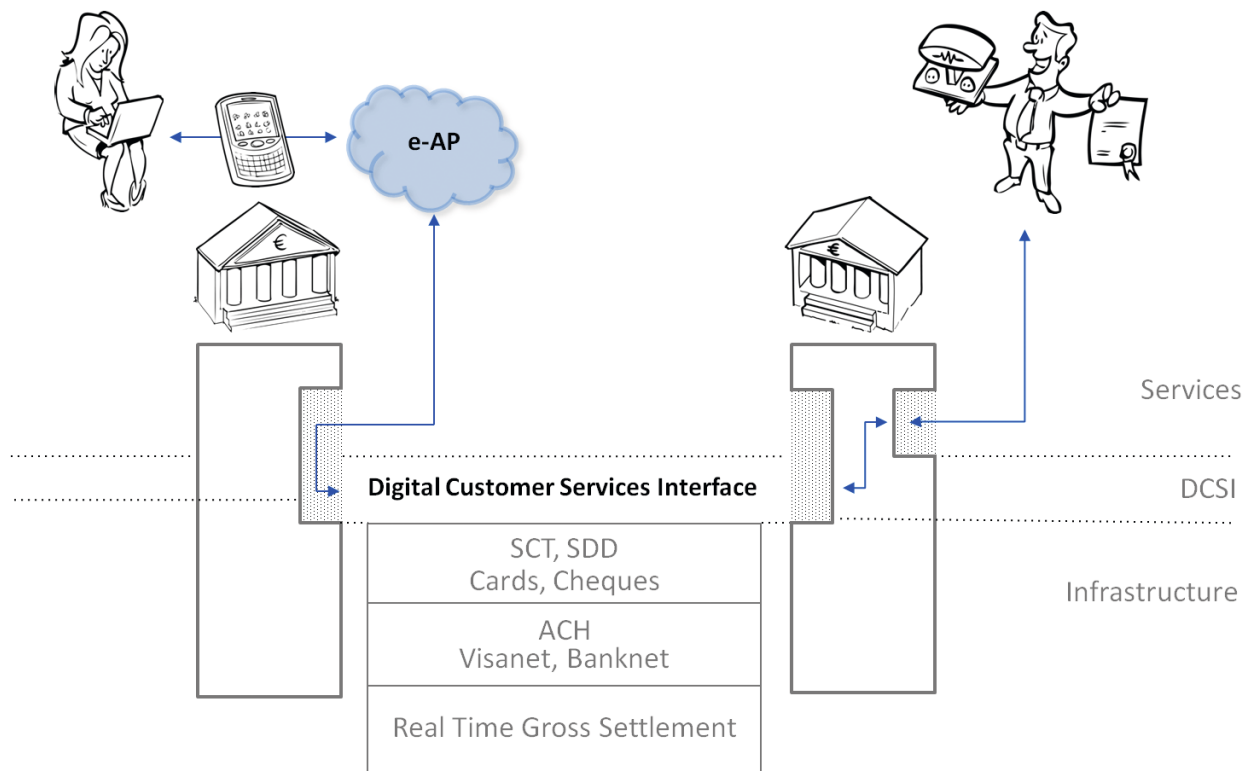 e-AP
€
€
Services
Digital Customer Services Interface
DCSI
SCT, SDD
Cards, Cheques
Infrastructure
ACH
Visanet, Banknet
Real Time Gross Settlement